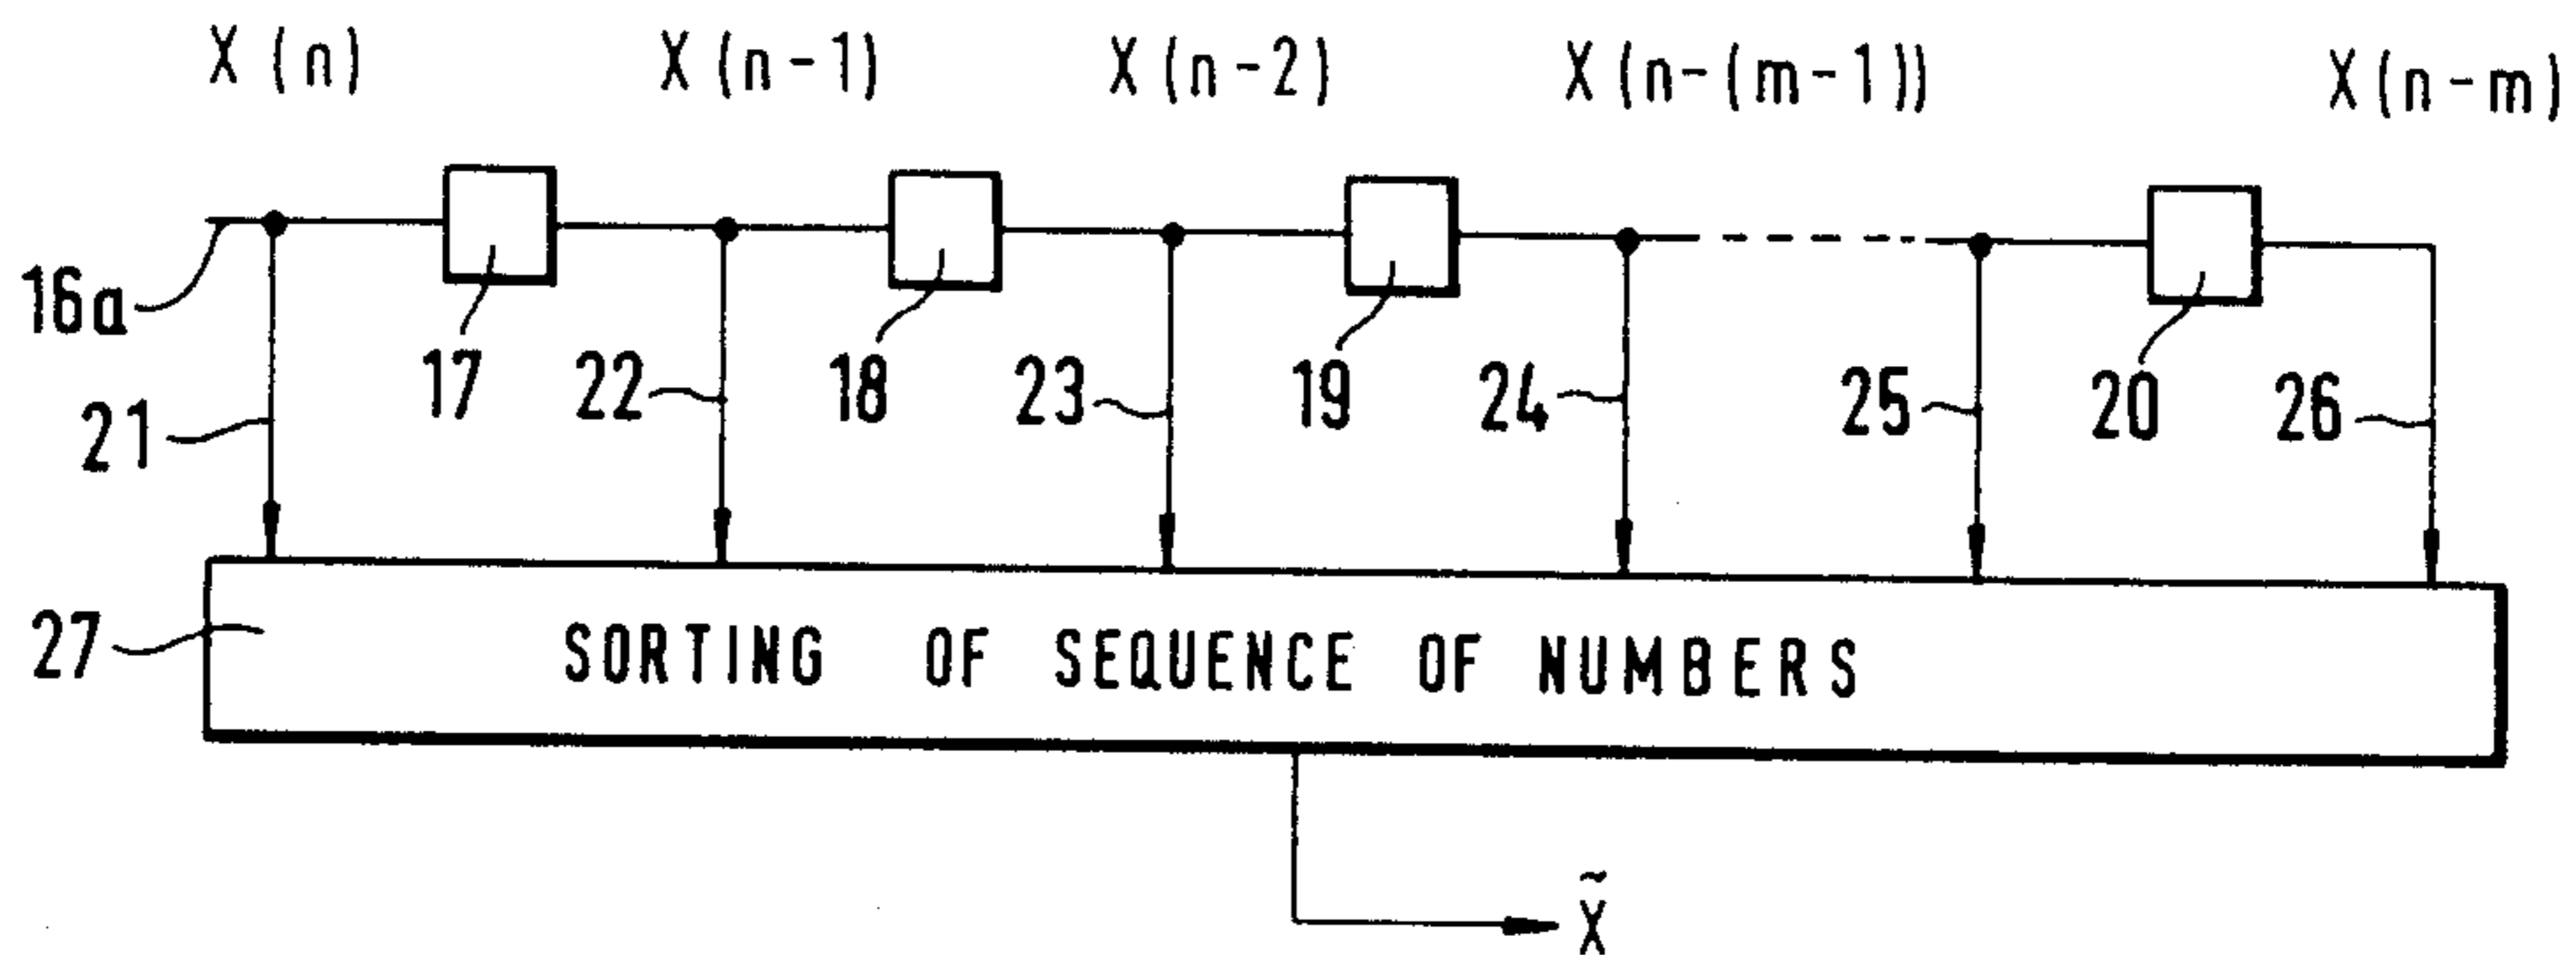 X(n) X(n-1) X(n-2) X(n-(m-1)) X(n-m)
16a
17 22 18 23 19 24 25 20 26
21
27 SORTING OF SEQUENCE OF NUMBERS
X̃